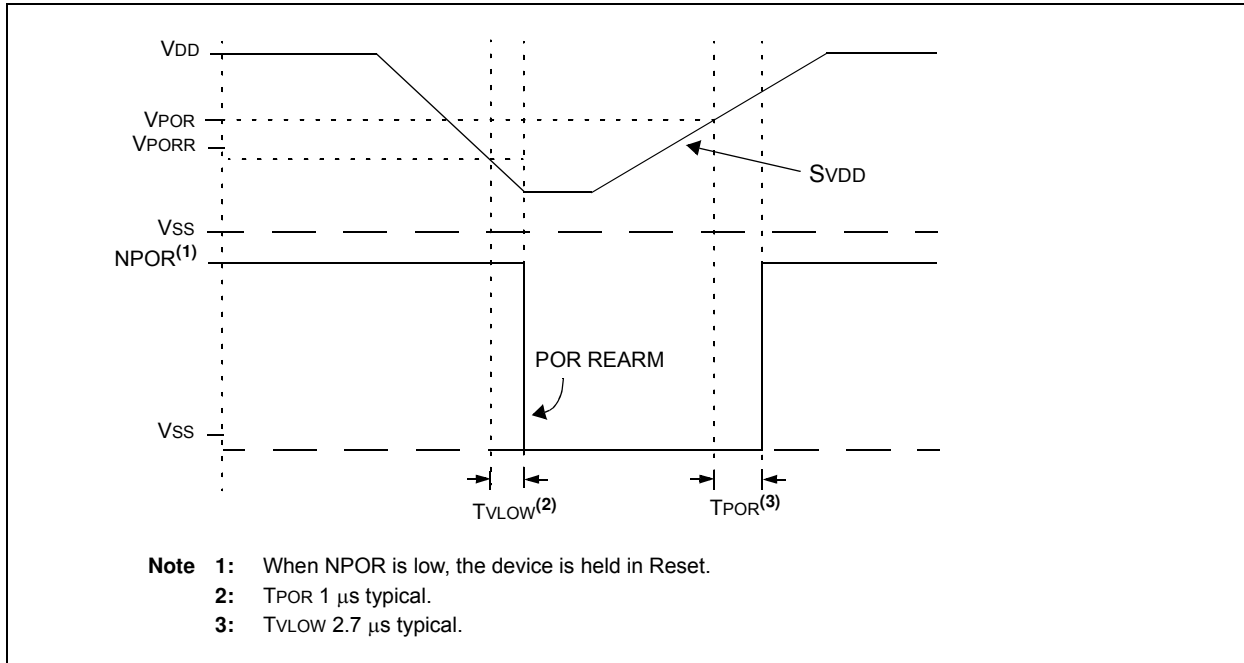 VDD
VPOR
VPORR
SVDD
VSS
NPOR(1)
POR REARM
VSS
TVLOW(2)
TPOR(3)
Note 1: When NPOR is low, the device is held in Reset.
2: TPOR 1 μs typical.
3: TVLOW 2.7 μs typical.